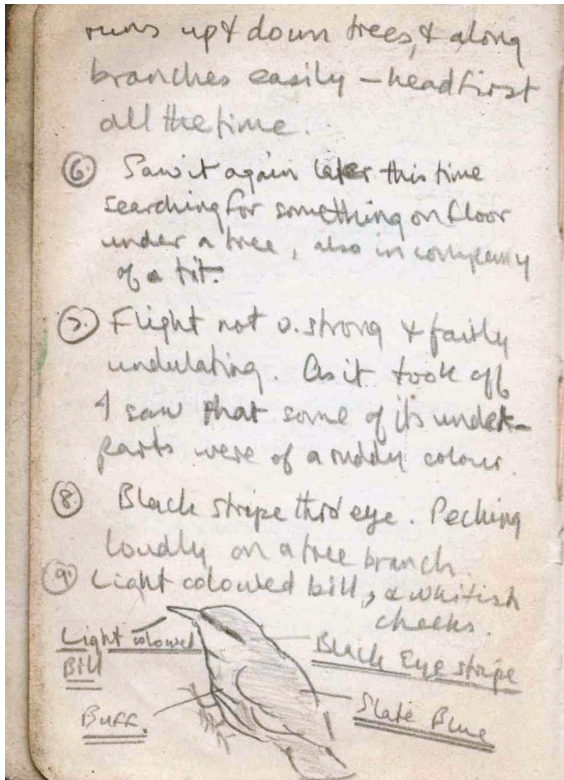 runs up & down trees, & along
branches easily – headfirst
all the time.
⑥ Saw it again later this time
searching for something on floor
under a tree, also in company
of a tit.
⑦ Flight not v. strong & fairly
undulating. As it took off
I saw that some of its under-
parts were of a ruddy colour.
⑧ Black stripe thro' eye. Pecking
loudly on a tree branch.
⑨ Light coloured bill, & whitish
cheeks.
Light coloured
Bill
Black Eye stripe
Buff.
Slate Blue